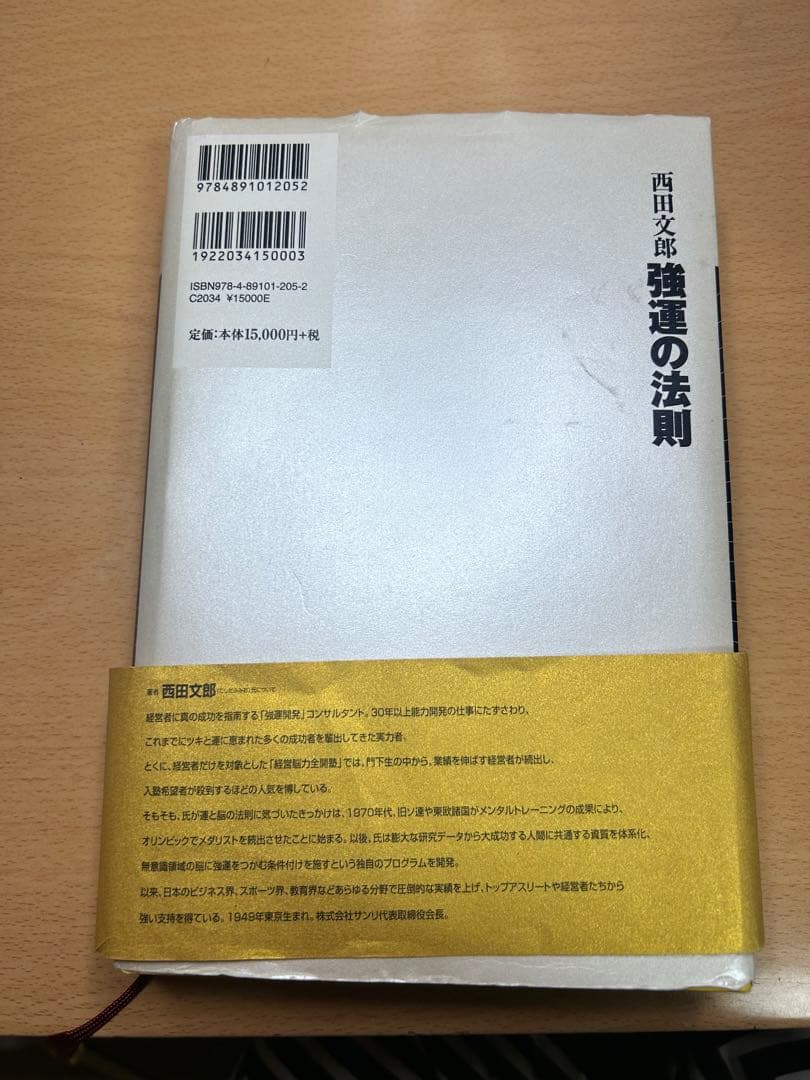 9784891012052
1922034150003
ISBN978-4-89101-205-2
C2034 ¥15000E
定価:本体15,000円+税
西田文郎
強運の法則
著者 西田文郎(にしだふみお)氏について
経営者に真の成功を指南する「強運開発」コンサルタント。30年以上能力開発の仕事にたずさわり、
これまでにツキと運に恵まれた多くの成功者を輩出してきた実力者。
とくに、経営者だけを対象とした「経営脳力全開塾」では、門下生の中から、業績を伸ばす経営者が続出し、
入塾希望者が殺到するほどの人気を博している。
そもそも、氏が運と脳の法則に気づいたきっかけは、1970年代、旧ソ連や東欧諸国がメンタルトレーニングの成果により、
オリンピックでメダリストを続出させたことに始まる。以後、氏は膨大な研究データから大成功する人間に共通する資質を体系化、
無意識領域の脳に強運をつかむ条件付けを施すという独自のプログラムを開発。
以来、日本のビジネス界、スポーツ界、教育界などあらゆる分野で圧倒的な実績を上げ、トップアスリートや経営者たちから
強い支持を得ている。1949年東京生まれ。株式会社サンリ代表取締役会長。